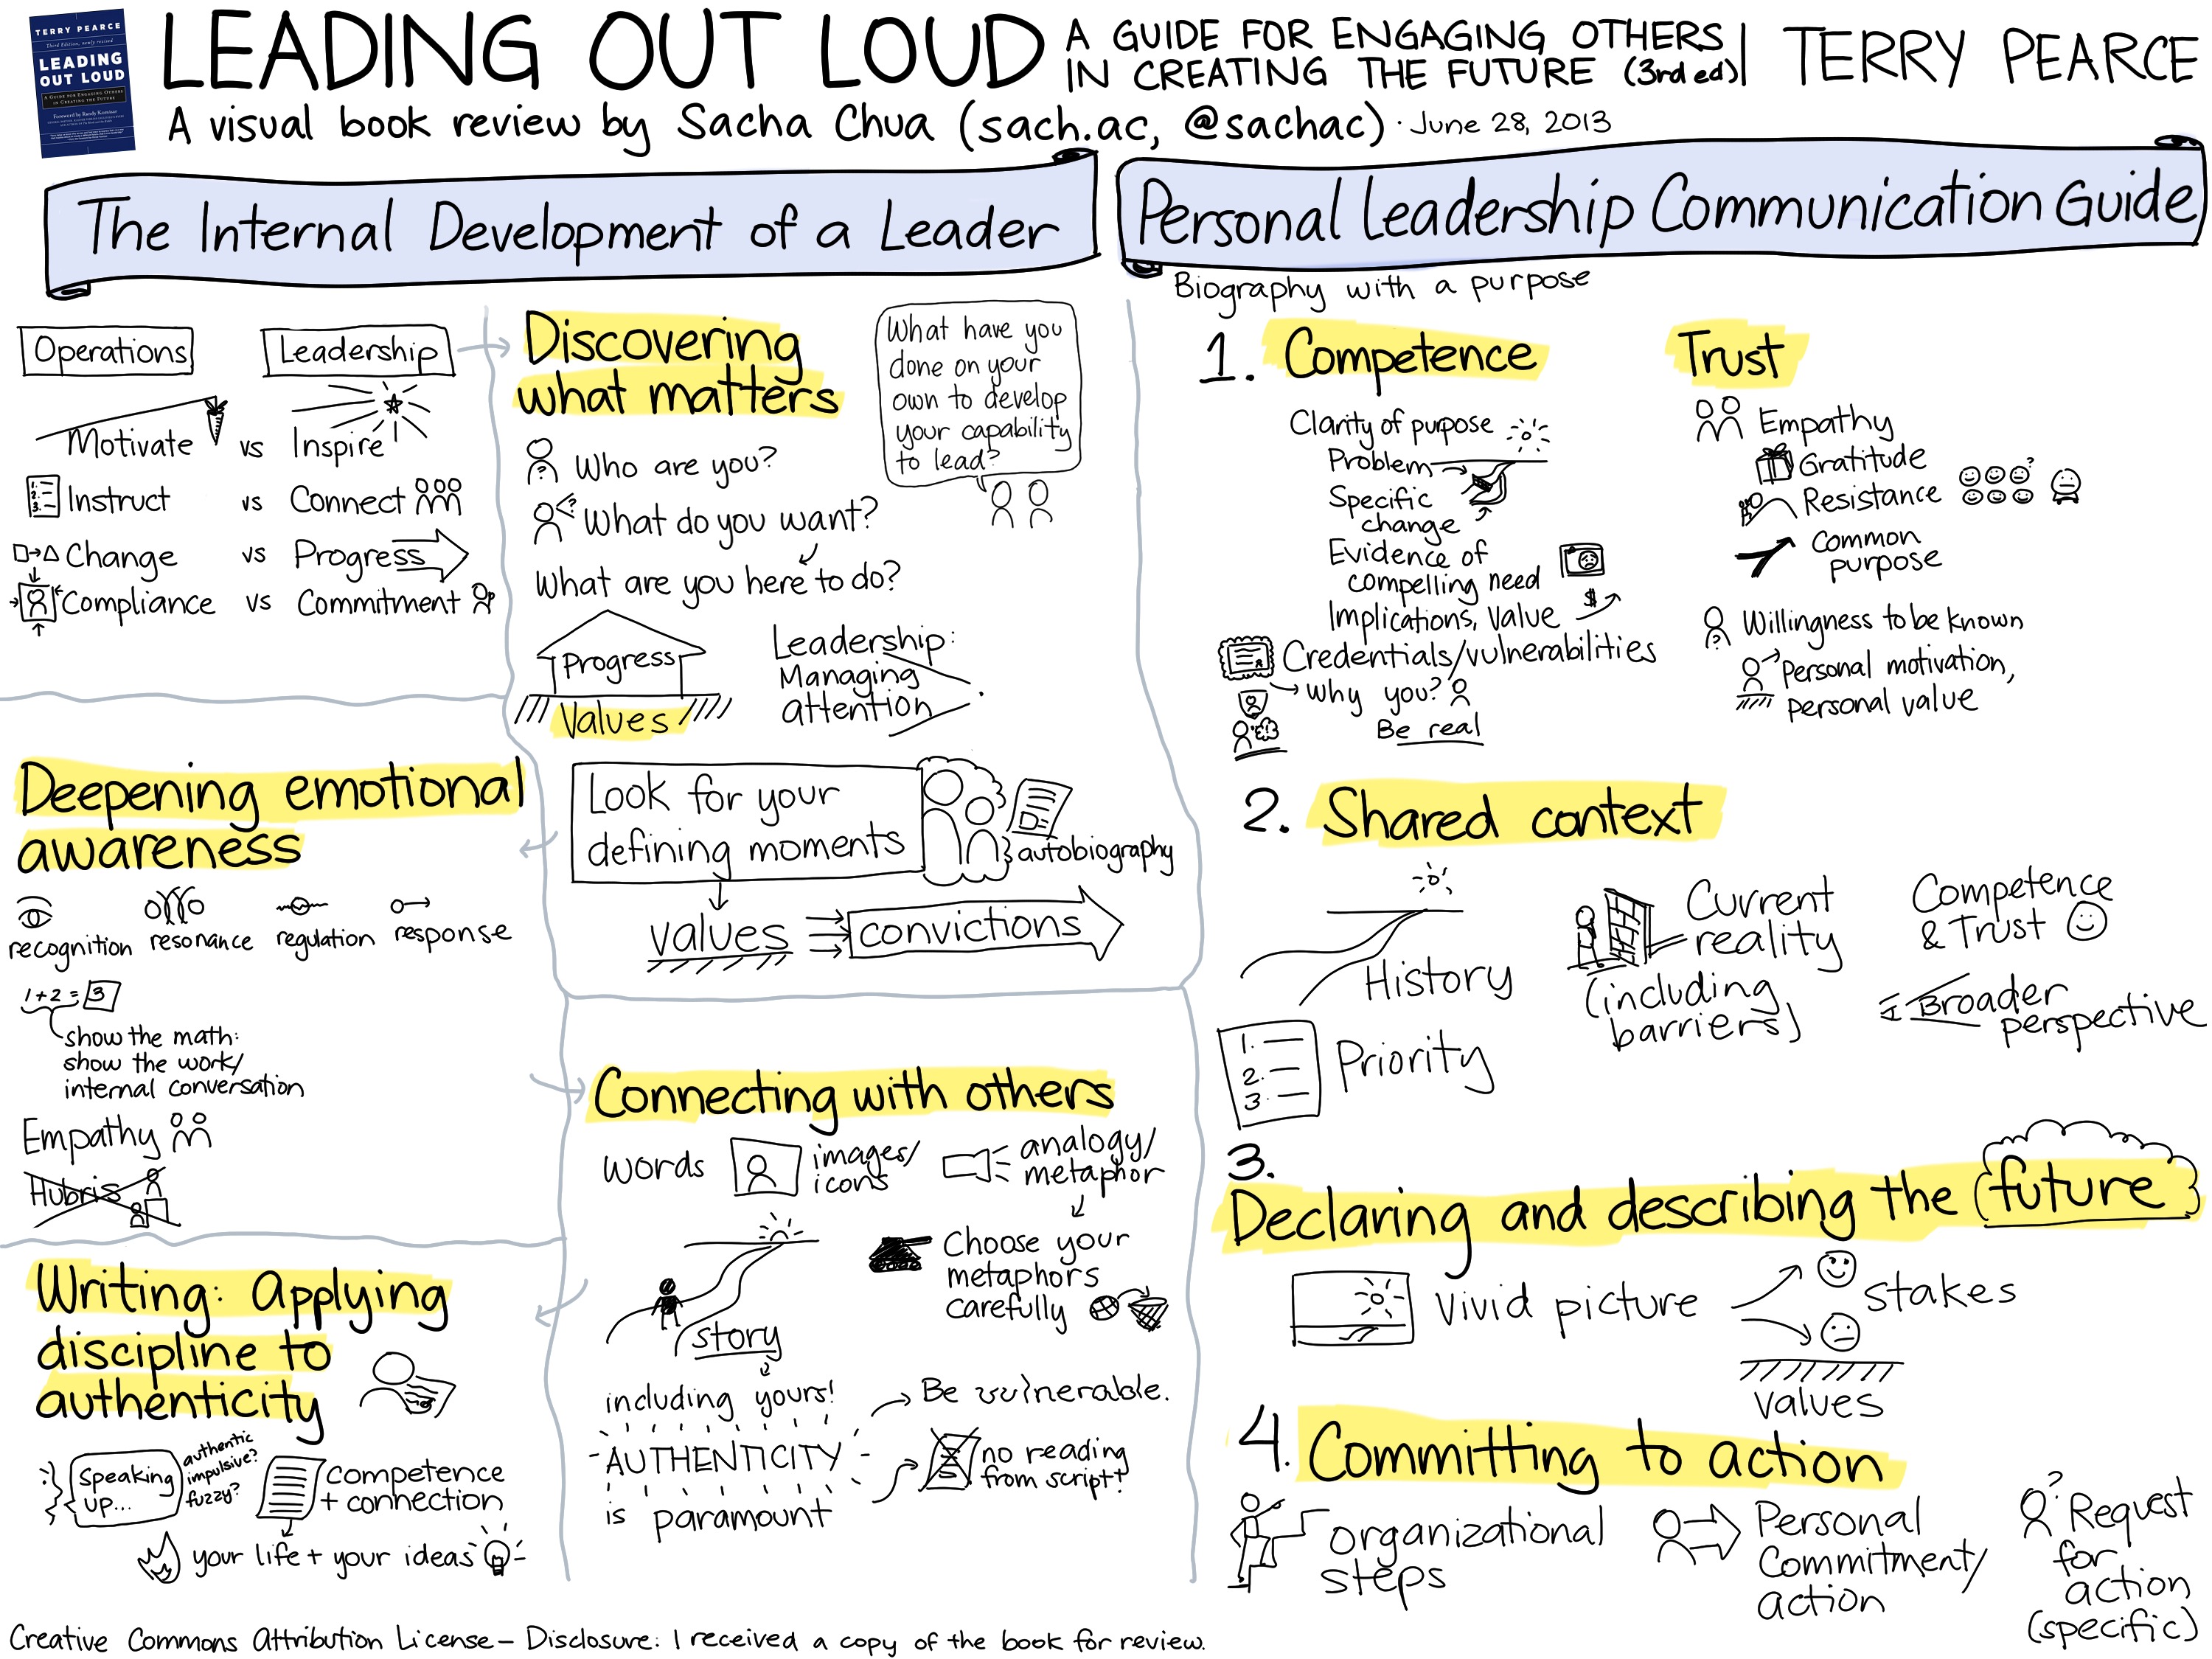 TERRY PEARCE
Third Edition, newly revised
LEADING
OUT LOUD
A Guide for Engaging Others
in Creating the Future
Foreword by Randy Komisar
LEADING OUT LOUD
A GUIDE FOR ENGAGING OTHERS
IN CREATING THE FUTURE (3rd ed)
TERRY PEARCE
A visual book review by Sacha Chua (sach.ac, @sachac) · June 28, 2013
The Internal Development of a Leader
Operations
Leadership
Motivate vs Inspire
1.
2.
3.
Instruct vs Connect
Change vs Progress
Compliance vs Commitment
Discovering
what matters
What have you
done on your
own to develop
your capability
to lead?
?
Who are you?
?
What do you want?
What are you here to do?
Progress
Values
Leadership:
Managing
attention
Look for your
defining moments
autobiography
values
convictions
Deepening emotional
awareness
recognition resonance regulation response
1+2=3
show the math:
show the work/
internal conversation
Empathy
Hubris
Connecting with others
words
images/
icons
analogy/
metaphor
Choose your
metaphors
carefully
story
including yours!
AUTHENTICITY
is paramount
Be vulnerable.
no reading
from script!
Writing: Applying
discipline to
authenticity
Speaking
up...
authentic
impulsive?
fuzzy?
competence
+ connection
your life + your ideas
Personal Leadership Communication Guide
Biography with a purpose
1. Competence
Clarity of purpose
Problem
Specific
change
Evidence of
compelling need
Implications, Value
$
Credentials/vulnerabilities
why you?
Be real
Trust
Empathy
Gratitude
Resistance
?
Common
purpose
?
Willingness to be known
Personal motivation,
personal value
2. Shared context
History
Current
reality
(including
barriers)
Competence
& Trust
Broader
perspective
1.
2.
3.
Priority
3.
Declaring and describing the future
Vivid picture
Stakes
values
4. Committing to action
organizational
steps
Personal
Commitment/
action
?
Request
for
action
(specific)
Creative Commons Attribution License – Disclosure: I received a copy of the book for review.